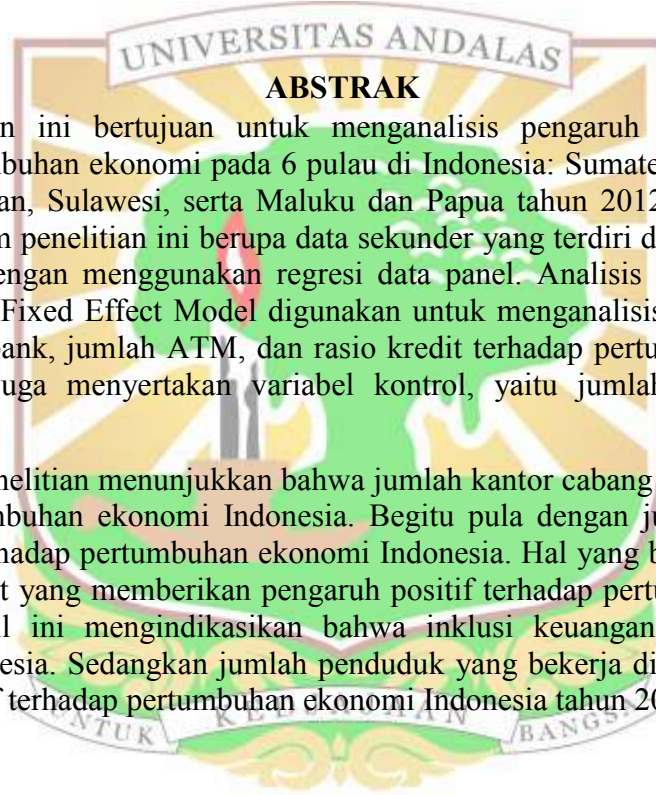 UNIVERSITAS ANDALAS
ABSTRAK
n ini bertujuan untuk menganalisis pengaruh
buhan ekonomi pada 6 pulau di Indonesia: Sumate
an, Sulawesi, serta Maluku dan Papua tahun 2012
m penelitian ini berupa data sekunder yang terdiri d
engan menggunakan regresi data panel. Analisis
Fixed Effect Model digunakan untuk menganalisis
bank, jumlah ATM, dan rasio kredit terhadap pertu
uga menyertakan variabel kontrol, yaitu jumlah
nelitian menunjukkan bahwa jumlah kantor cabang
mbuhan ekonomi Indonesia. Begitu pula dengan ju
hadap pertumbuhan ekonomi Indonesia. Hal yang b
t yang memberikan pengaruh positif terhadap pertu
l ini mengindikasikan bahwa inklusi keuangan
esia. Sedangkan jumlah penduduk yang bekerja di
f terhadap pertumbuhan ekonomi Indonesia tahun 20
UNTUK KEDJAJAAN BANGSA